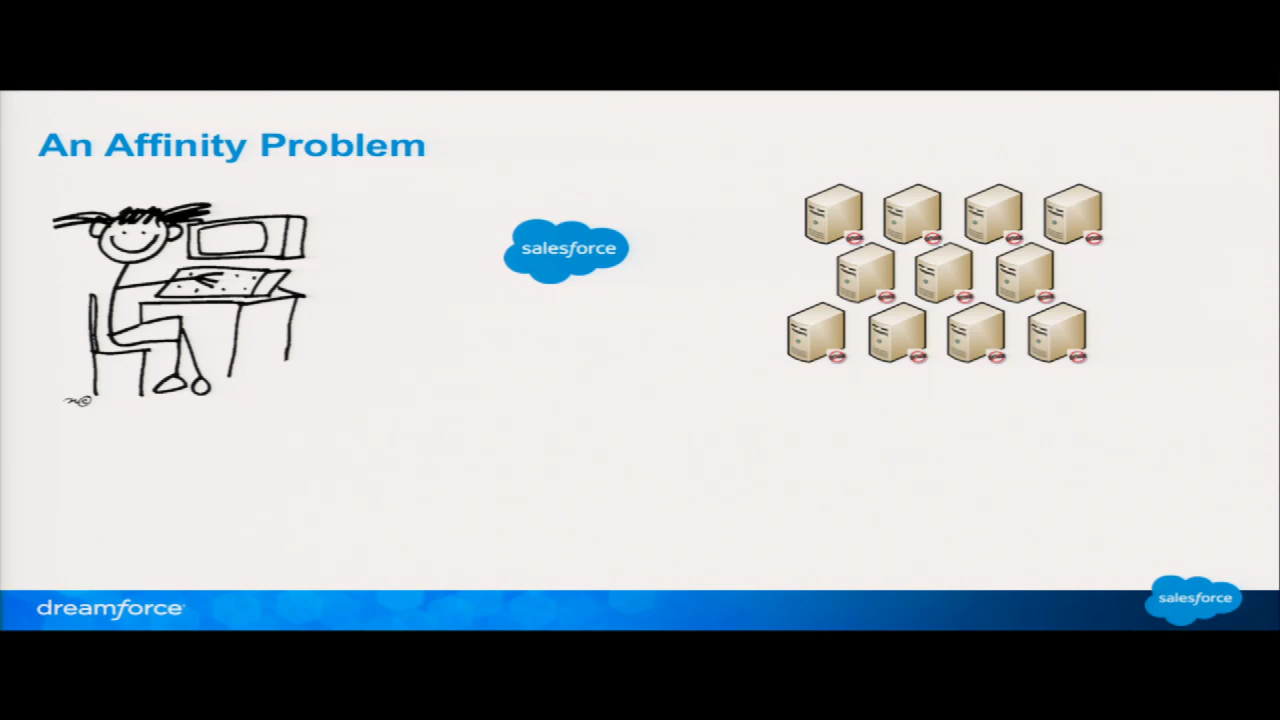 An Affinity Problem
salesforce
dreamforce
salesforce